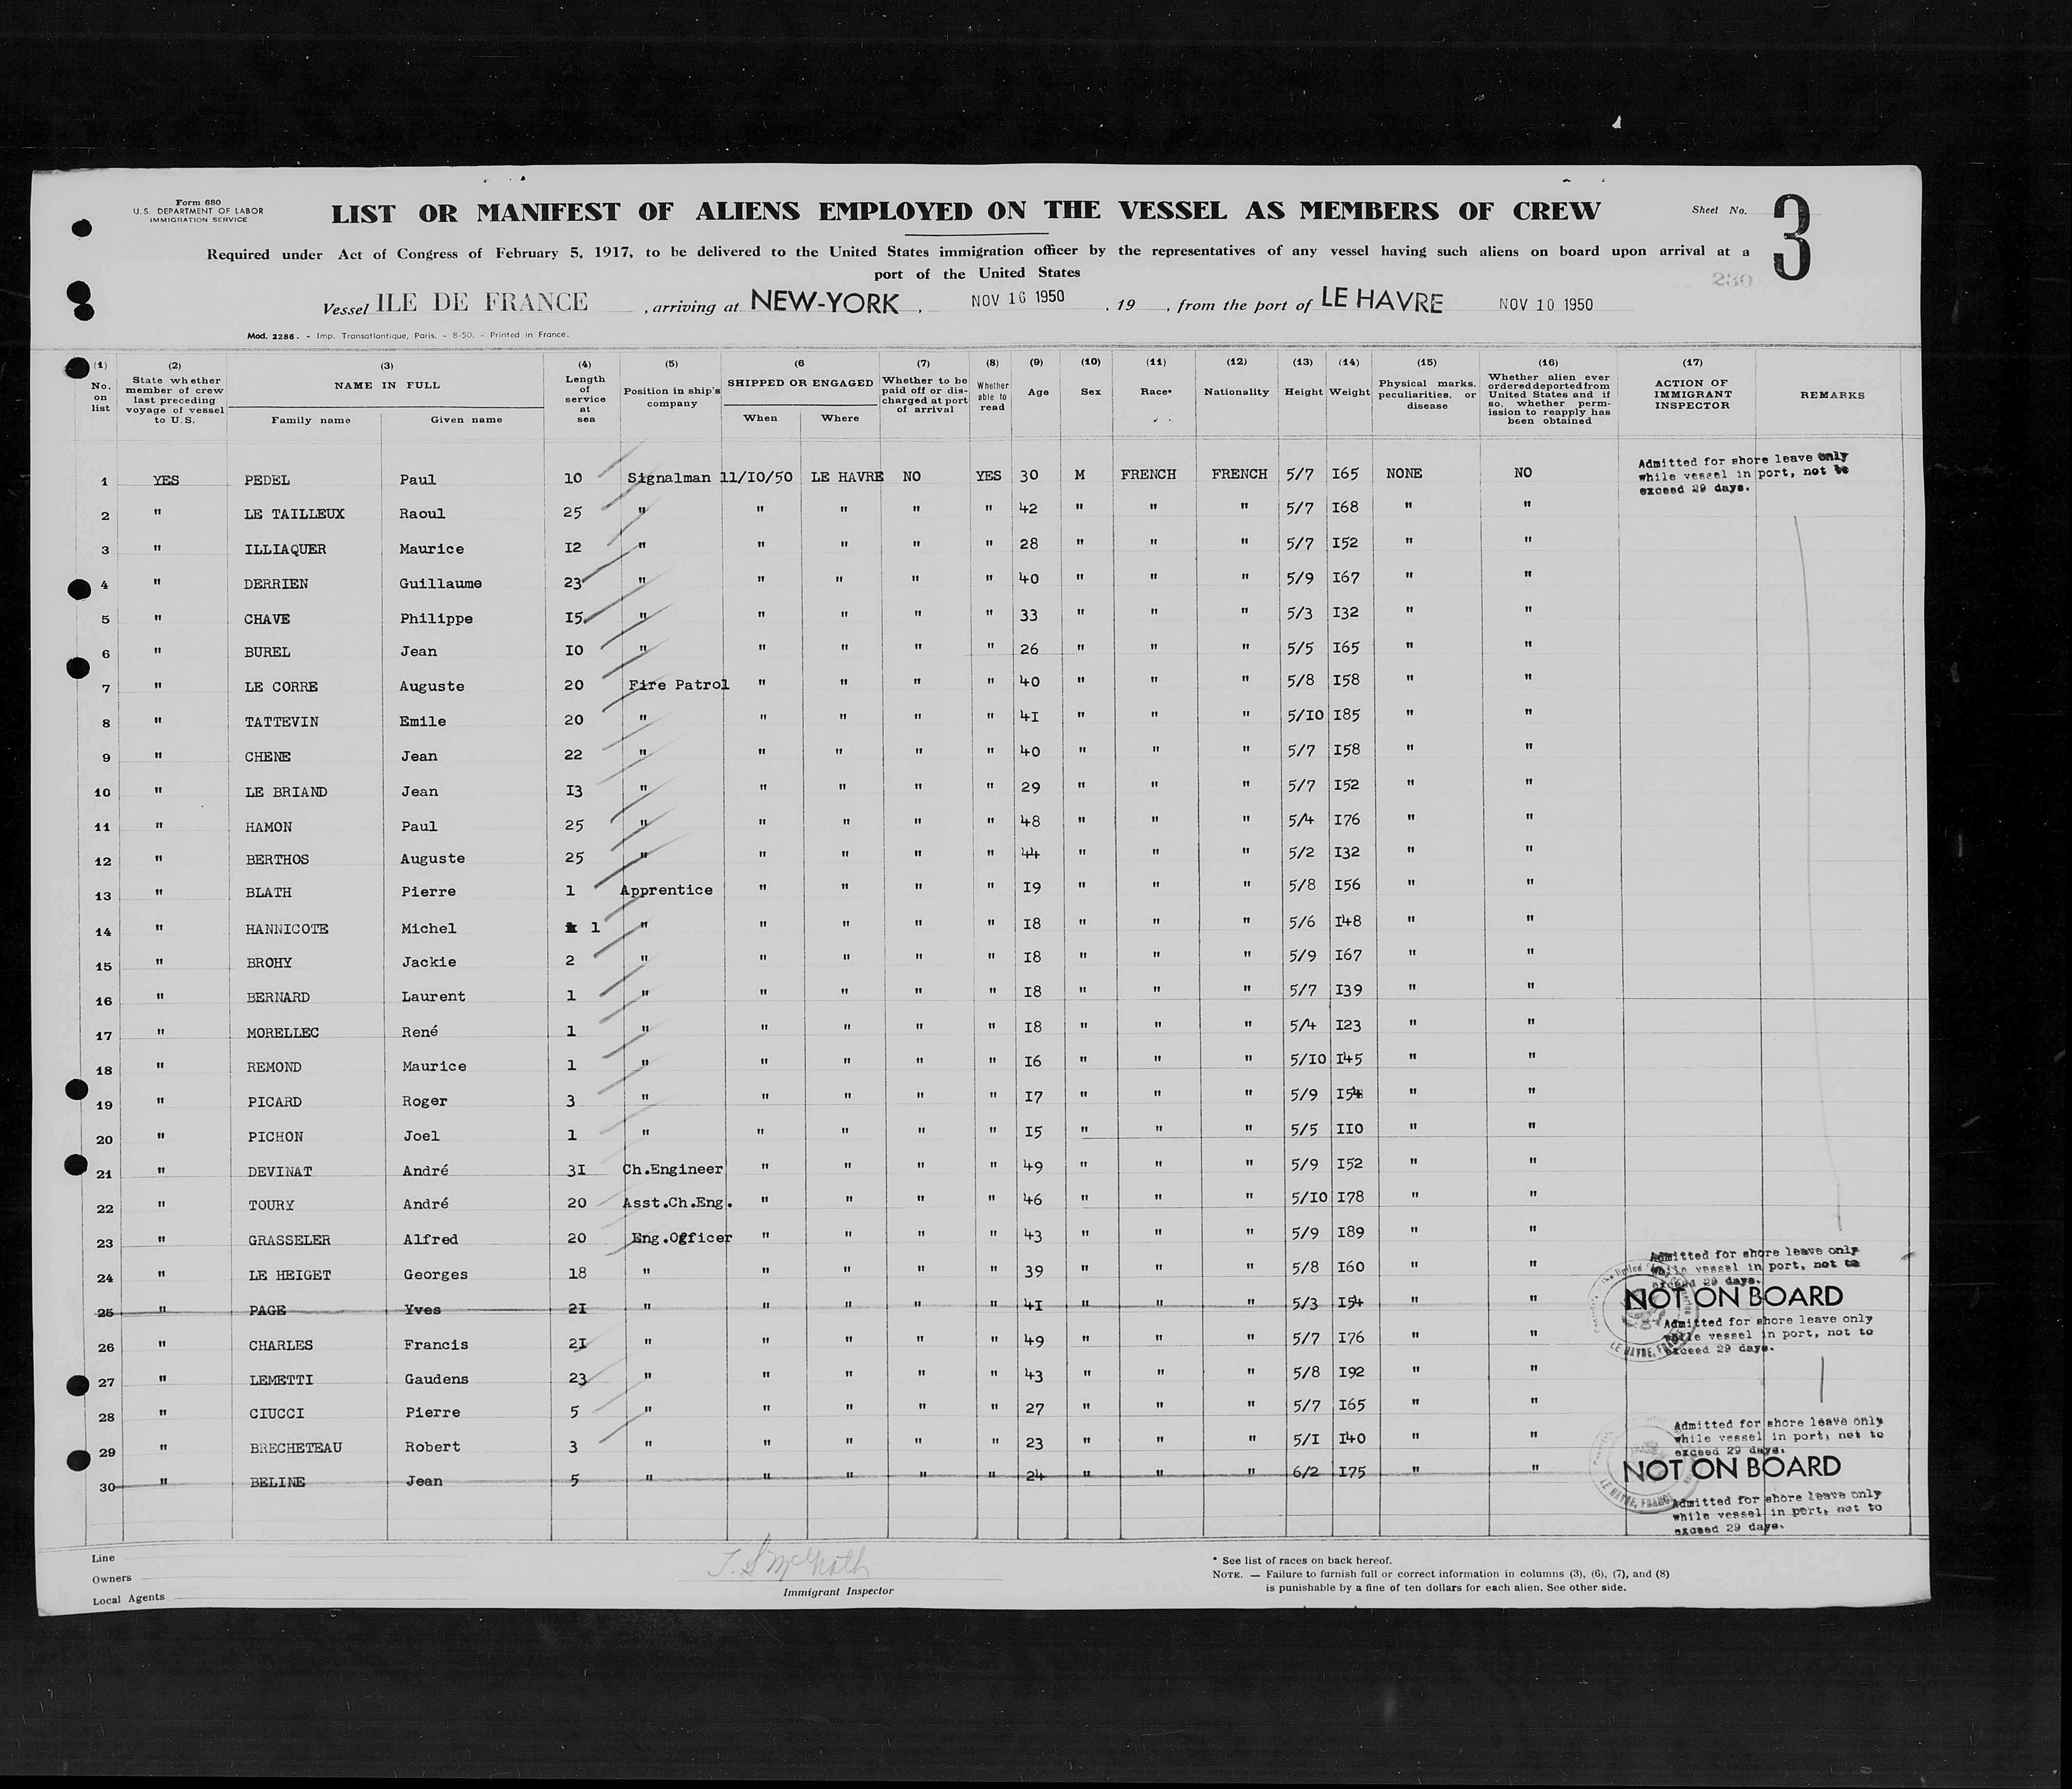 Form 680
U.S. DEPARTMENT OF LABOR
IMMIGRATION SERVICE
LIST OR MANIFEST OF ALIENS EMPLOYED ON THE VESSEL AS MEMBERS OF CREW
Sheet No. 3
Required under Act of Congress of February 5, 1917, to be delivered to the United States immigration officer by the representatives of any vessel having such aliens on board upon arrival at a
port of the United States
230
Vessel ILE DE FRANCE , arriving at NEW-YORK , NOV 16 1950 , 19 , from the port of LE HAVRE NOV 10 1950
Mod. 2286. - Imp. Transatlantique, Paris. - 8-50. - Printed in France.
(1) No. on list
(2) State whether member of crew last preceding voyage of vessel to U.S.
(3) NAME IN FULL Family name Given name
(4) Length of service at sea
(5) Position in ship's company
(6 SHIPPED OR ENGAGED When Where
(7) Whether to be paid off or discharged at port of arrival
(8) Whether able to read
(9) Age
(10) Sex
(11) Race*
(12) Nationality
(13) Height
(14) Weight
(15) Physical marks, peculiarities, or disease
(16) Whether alien ever ordered deported from United States and if so, whether permission to reapply has been obtained
(17) ACTION OF IMMIGRANT INSPECTOR
REMARKS
1 YES PEDEL Paul 10 Signalman 11/10/50 LE HAVRE NO YES 30 M FRENCH FRENCH 5/7 165 NONE NO
Admitted for shore leave only
while vessel in port, not to
exceed 29 days.
2 " LE TAILLEUX Raoul 25 " " " " " 42 " " " 5/7 168 " "
3 " ILLIAQUER Maurice 12 " " " " " 28 " " " 5/7 152 " "
4 " DERRIEN Guillaume 23 " " " " " 40 " " " 5/9 167 " "
5 " CHAVE Philippe 15 " " " " " 33 " " " 5/3 132 " "
6 " BUREL Jean 10 " " " " " 26 " " " 5/5 165 " "
7 " LE CORRE Auguste 20 Fire Patrol " " " " 40 " " " 5/8 158 " "
8 " TATTEVIN Emile 20 " " " " " 41 " " " 5/10 185 " "
9 " CHENE Jean 22 " " " " " 40 " " " 5/7 158 " "
10 " LE BRIAND Jean 13 " " " " " 29 " " " 5/7 152 " "
11 " HAMON Paul 25 " " " " " 48 " " " 5/4 176 " "
12 " BERTHOS Auguste 25 " " " " " 44 " " " 5/2 132 " "
13 " BLATH Pierre 1 Apprentice " " " " 19 " " " 5/8 156 " "
14 " HANNICOTE Michel 1 " " " " " 18 " " " 5/6 148 " "
15 " BROHY Jackie 2 " " " " " 18 " " " 5/9 167 " "
16 " BERNARD Laurent 1 " " " " " 18 " " " 5/7 139 " "
17 " MORELLEC René 1 " " " " " 18 " " " 5/4 123 " "
18 " REMOND Maurice 1 " " " " " 16 " " " 5/10 145 " "
19 " PICARD Roger 3 " " " " " 17 " " " 5/9 154 " "
20 " PICHON Joel 1 " " " " " 15 " " " 5/5 110 " "
21 " DEVINAT André 31 Ch.Engineer " " " " 49 " " " 5/9 152 " "
22 " TOURY André 20 Asst.Ch.Eng. " " " " 46 " " " 5/10 178 " "
23 " GRASSELER Alfred 20 Eng.Officer " " " " 43 " " " 5/9 189 " "
24 " LE HEIGET Georges 18 " " " " " 39 " " " 5/8 160 " "
Admitted for shore leave only
while vessel in port, not to
exceed 29 days.
25 " PAGE Yves 21 " " " " " 41 " " " 5/3 154 " " NOT ON BOARD
26 " CHARLES Francis 21 " " " " " 49 " " " 5/7 176 " "
Admitted for shore leave only
while vessel in port, not to
exceed 29 days.
LE HAVRE, FRANCE
27 " LEMETTI Gaudens 23 " " " " " 43 " " " 5/8 192 " "
28 " CIUCCI Pierre 5 " " " " " 27 " " " 5/7 165 " "
29 " BRECHETEAU Robert 3 " " " " " 23 " " " 5/1 140 " "
Admitted for shore leave only
while vessel in port, not to
exceed 29 days.
30 " BELINE Jean 5 " " " " " 24 " " " 6/2 175 " " NOT ON BOARD
LE HAVRE, FRANCE
Admitted for shore leave only
while vessel in port, not to
exceed 29 days.
Line
Owners
Local Agents
Immigrant Inspector
* See list of races on back hereof.
NOTE. — Failure to furnish full or correct information in columns (3), (6), (7), and (8)
is punishable by a fine of ten dollars for each alien. See other side.